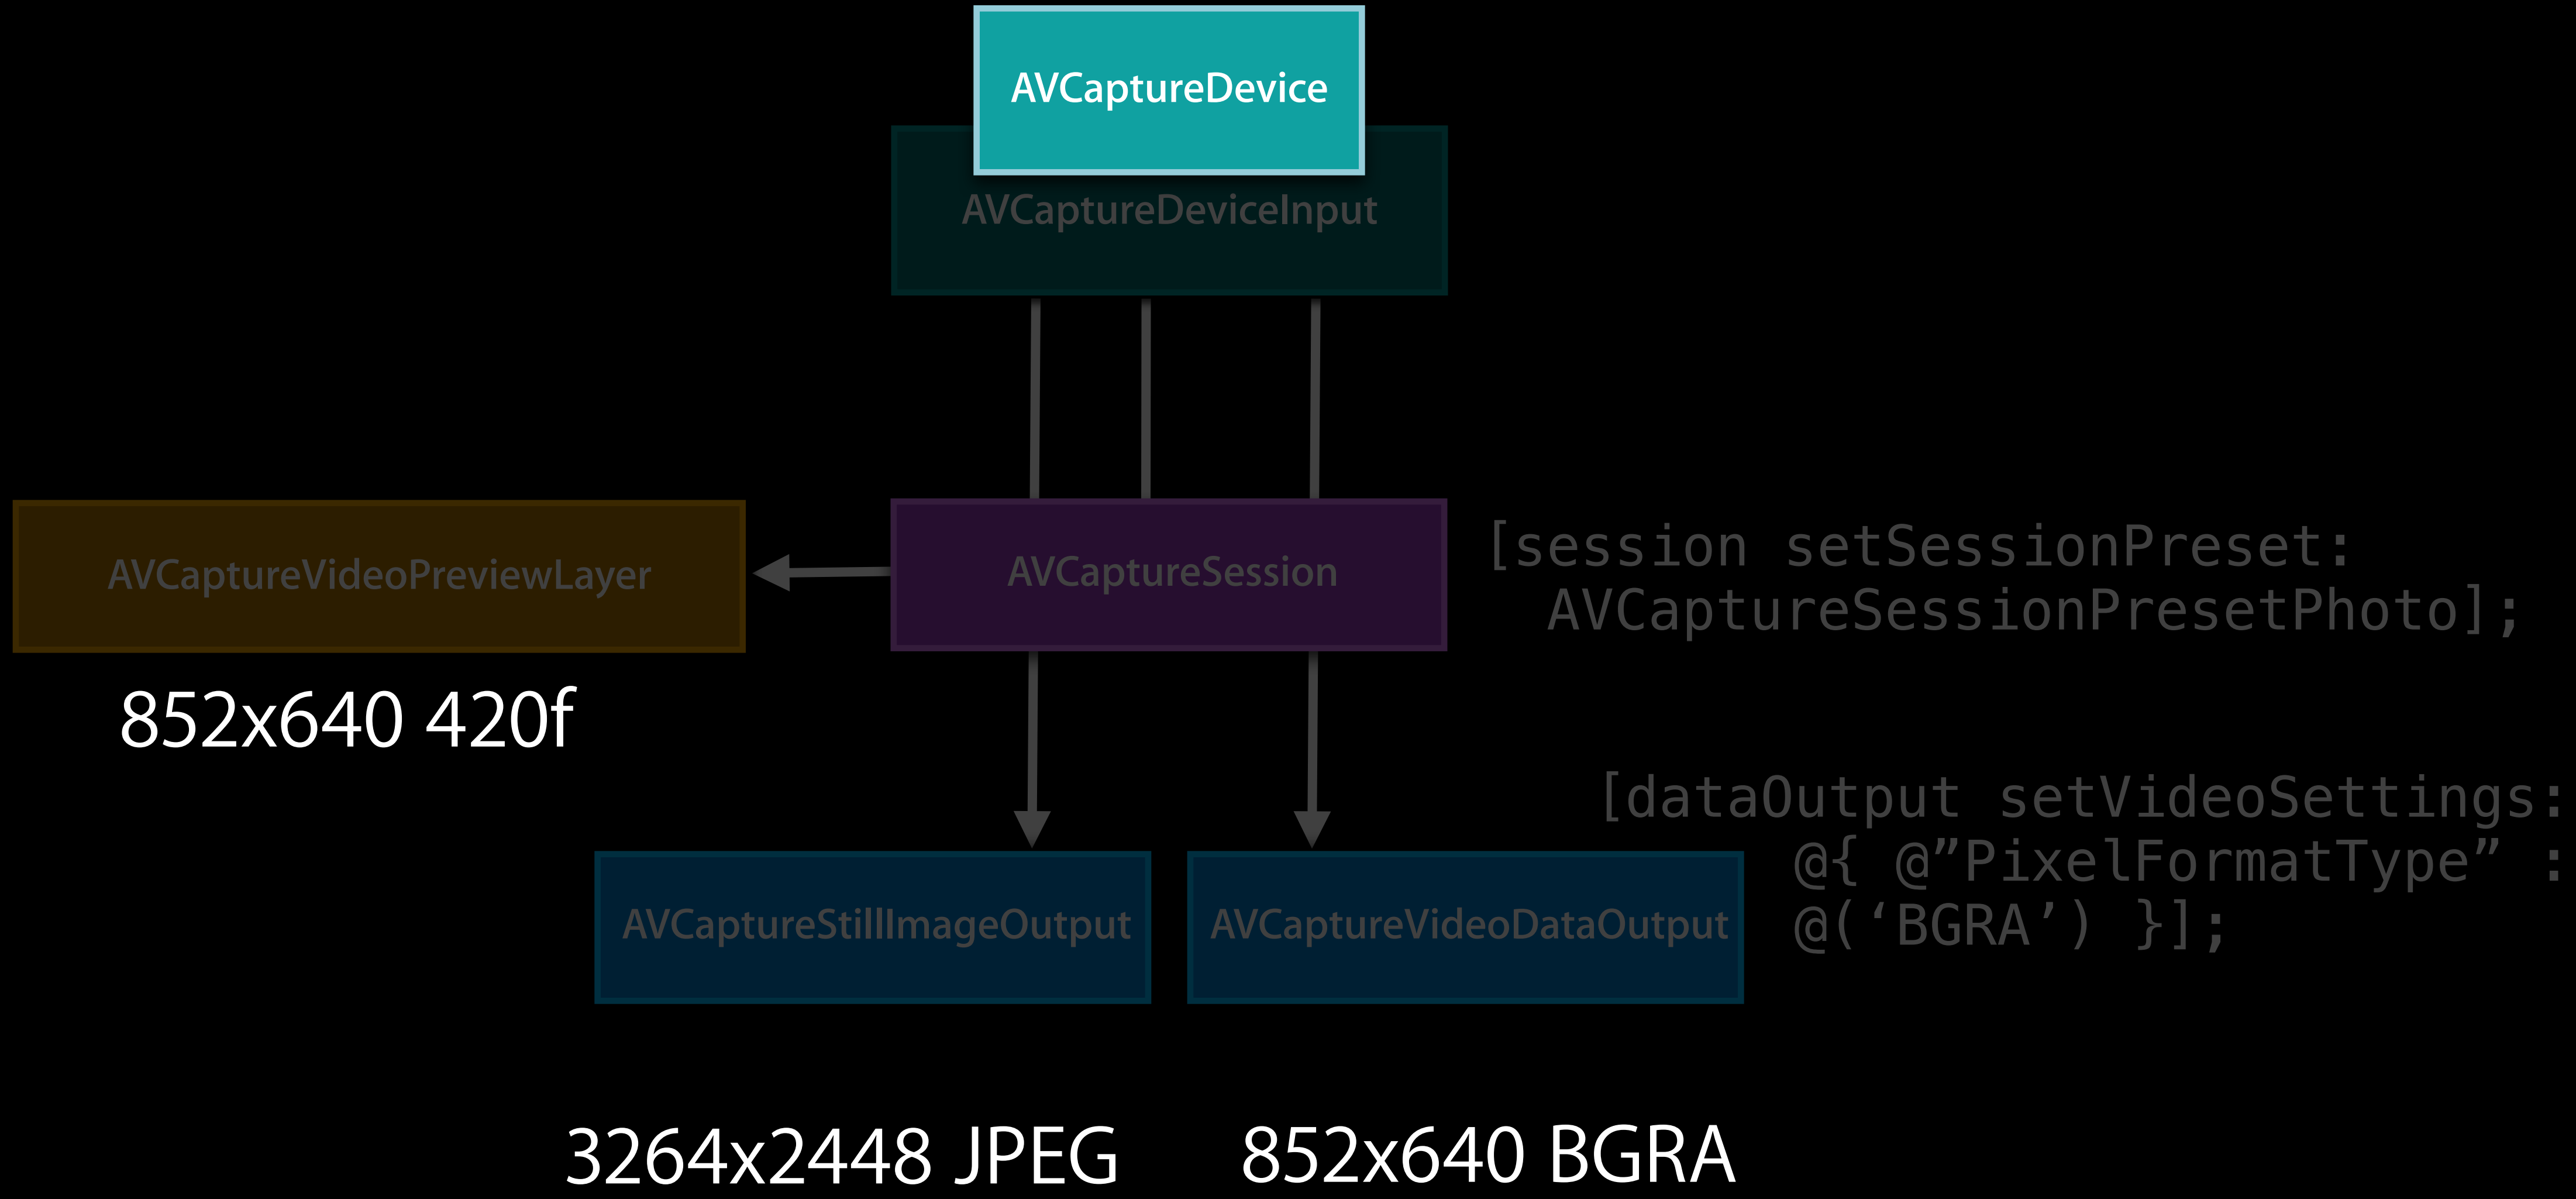 AVCaptureDevice
AVCaptureDeviceInput
AVCaptureVideoPreviewLayer
AVCaptureSession
[session setSessionPreset:
AVCaptureSessionPresetPhoto];
852x640 420f
[dataOutput setVideoSettings:
@{ @”PixelFormatType” :
@(‘BGRA’) }];
AVCaptureStillImageOutput
AVCaptureVideoDataOutput
3264x2448 JPEG
852x640 BGRA